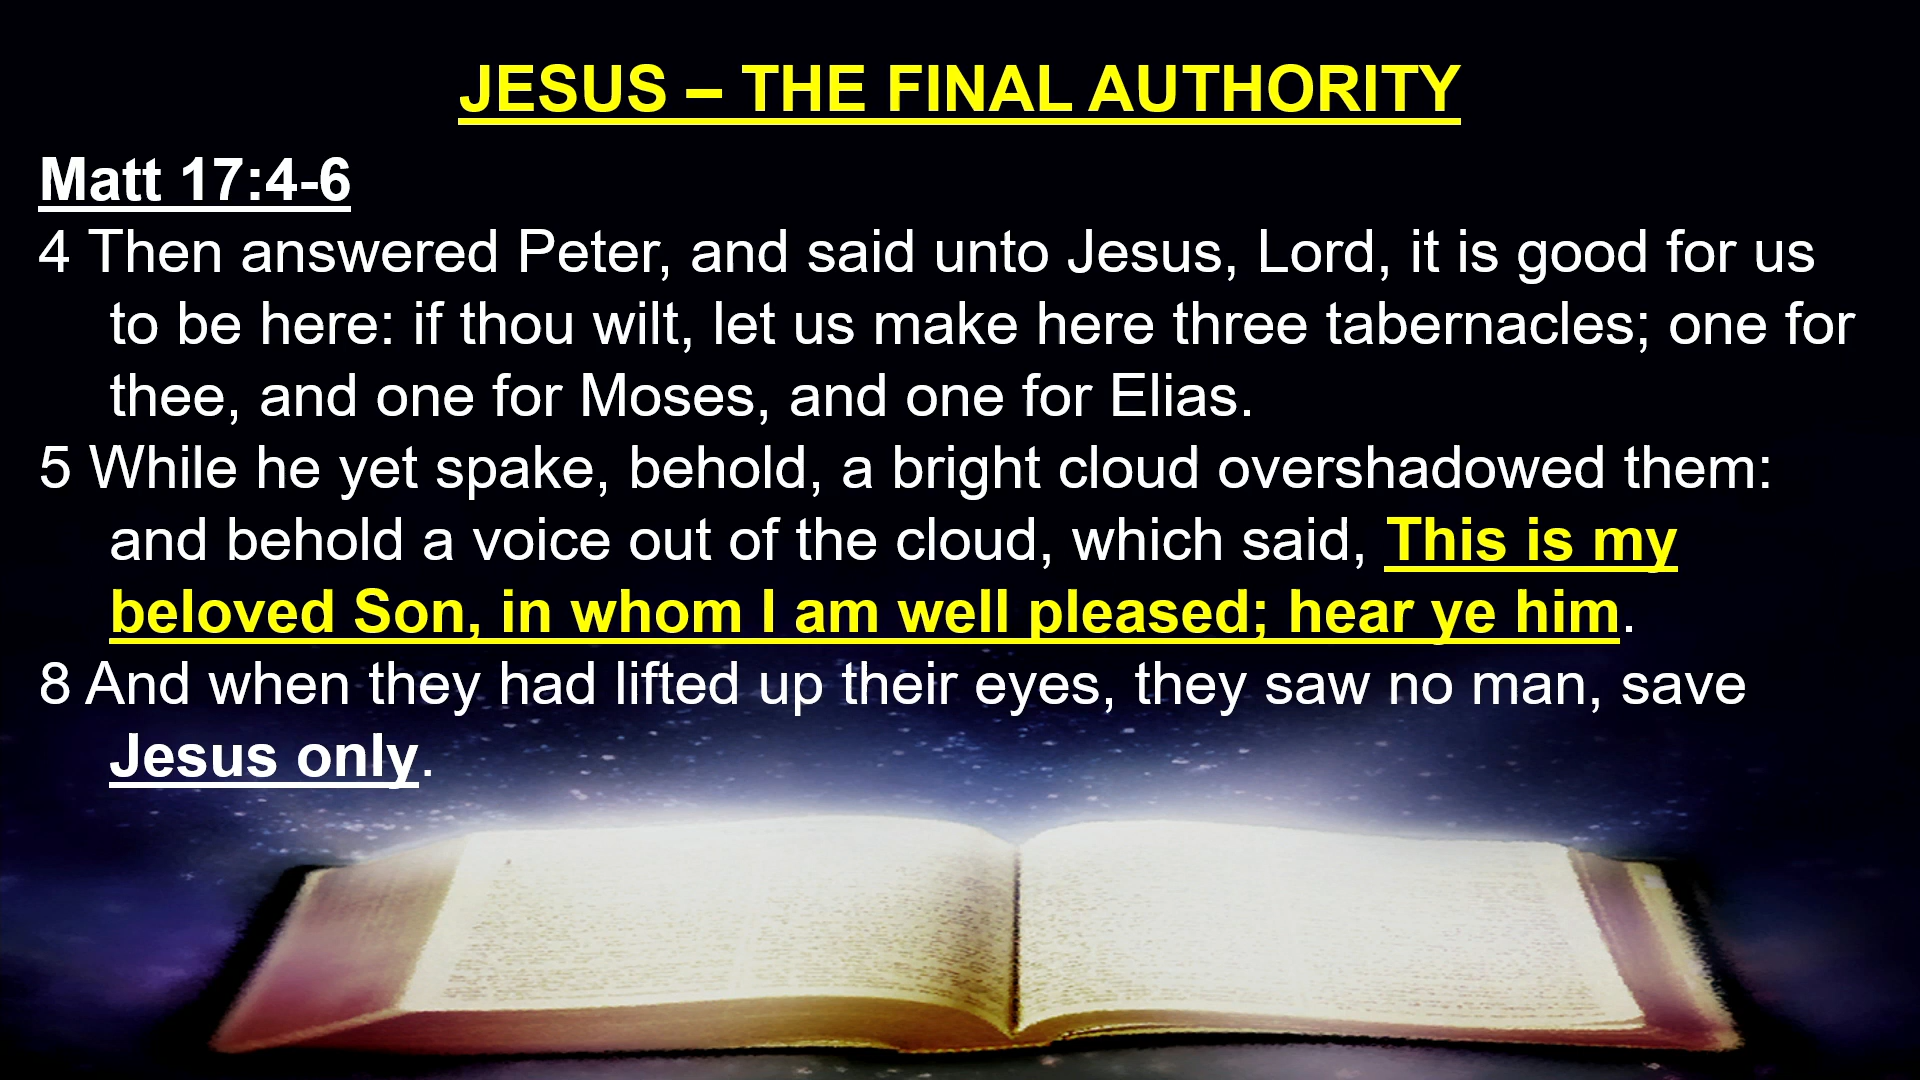 JESUS – THE FINAL AUTHORITY
Matt 17:4-6
4 Then answered Peter, and said unto Jesus, Lord, it is good for us
to be here: if thou wilt, let us make here three tabernacles; one for
thee, and one for Moses, and one for Elias.
5 While he yet spake, behold, a bright cloud overshadowed them:
and behold a voice out of the cloud, which said, This is my
beloved Son, in whom I am well pleased; hear ye him.
8 And when they had lifted up their eyes, they saw no man, save
Jesus only.